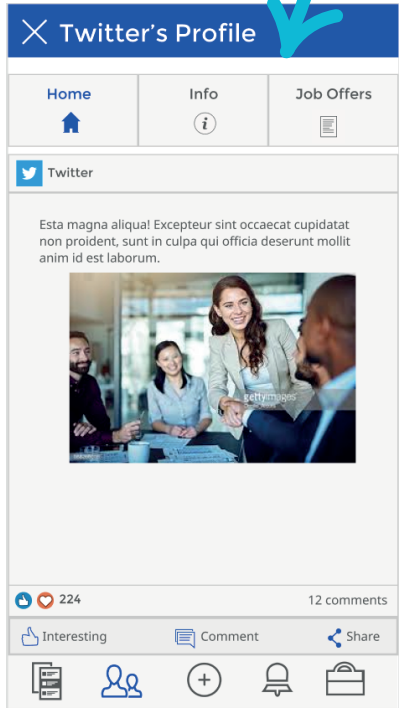 Twitter's Profile
Home
Info
Job Offers
Twitter
Esta magna aliqua! Excepteur sint occaecat cupidatat
non proident, sunt in culpa qui officia deserunt mollit
anim id est laborum.
gettyimages
224
12 comments
Interesting
Comment
Share